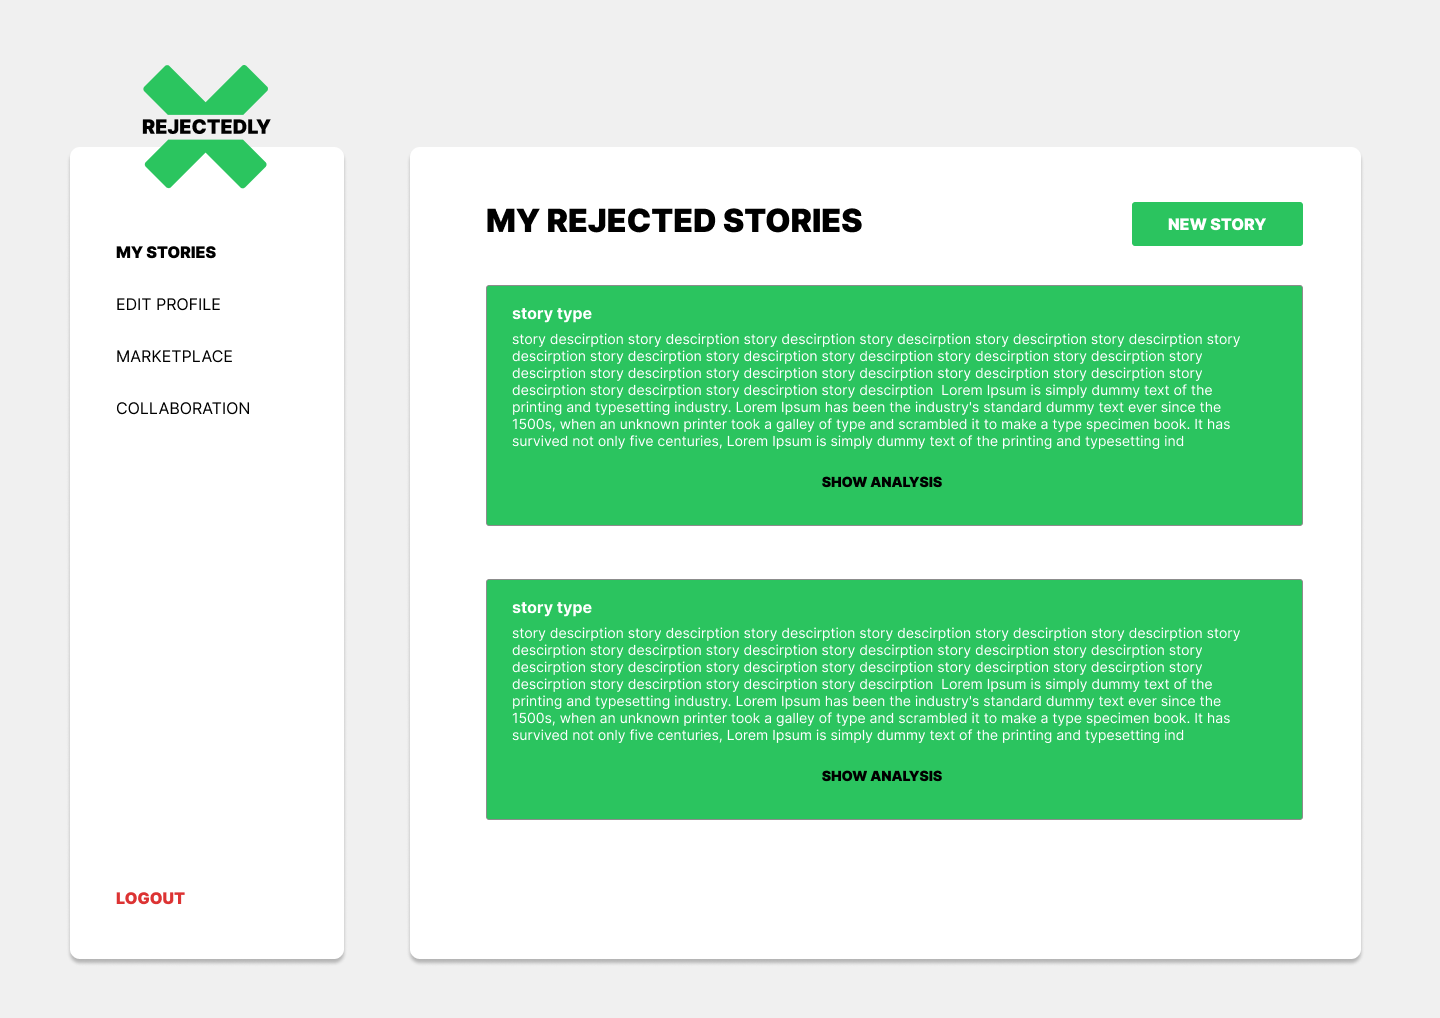 REJECTEDLY
MY STORIES
EDIT PROFILE
MARKETPLACE
COLLABORATION
LOGOUT
MY REJECTED STORIES
NEW STORY
story type
story descirption story descirption story descirption story descirption story descirption story descirption story
descirption story descirption story descirption story descirption story descirption story descirption story
descirption story descirption story descirption story descirption story descirption story descirption story
descirption story descirption story descirption story descirption  Lorem Ipsum is simply dummy text of the
printing and typesetting industry. Lorem Ipsum has been the industry's standard dummy text ever since the
1500s, when an unknown printer took a galley of type and scrambled it to make a type specimen book. It has
survived not only five centuries, Lorem Ipsum is simply dummy text of the printing and typesetting ind
SHOW ANALYSIS
story type
story descirption story descirption story descirption story descirption story descirption story descirption story
descirption story descirption story descirption story descirption story descirption story descirption story
descirption story descirption story descirption story descirption story descirption story descirption story
descirption story descirption story descirption story descirption  Lorem Ipsum is simply dummy text of the
printing and typesetting industry. Lorem Ipsum has been the industry's standard dummy text ever since the
1500s, when an unknown printer took a galley of type and scrambled it to make a type specimen book. It has
survived not only five centuries, Lorem Ipsum is simply dummy text of the printing and typesetting ind
SHOW ANALYSIS